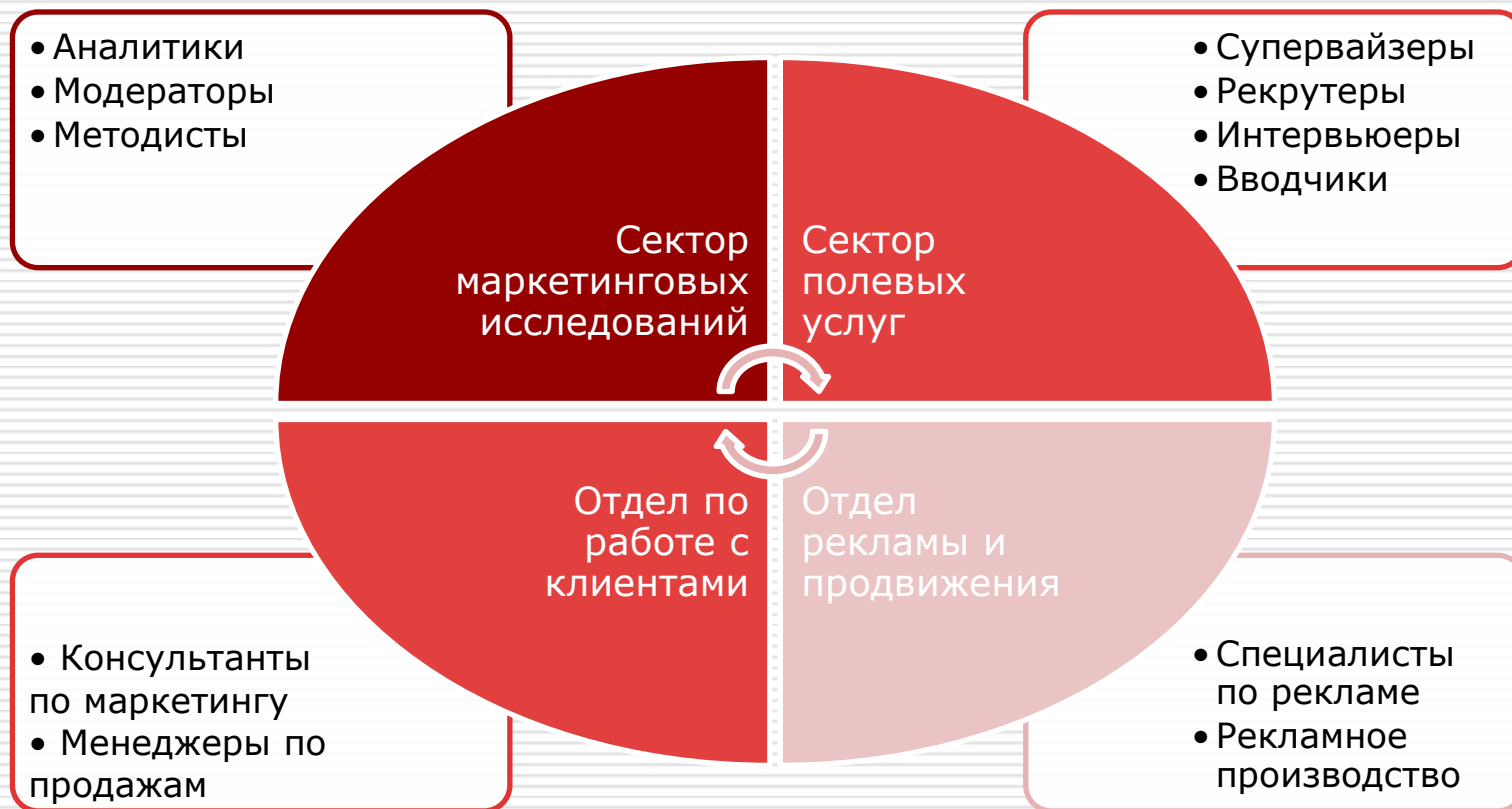 • Аналитики
• Модераторы
• Методисты
• Супервайзеры
• Рекрутеры
• Интервьюеры
• Вводчики
Сектор
маркетинговых
исследований
Сектор
полевых
услуг
Отдел по
работе с
клиентами
Отдел
рекламы и
продвижения
• Консультанты
по маркетингу
• Менеджеры по
продажам
• Специалисты
по рекламе
• Рекламное
производство